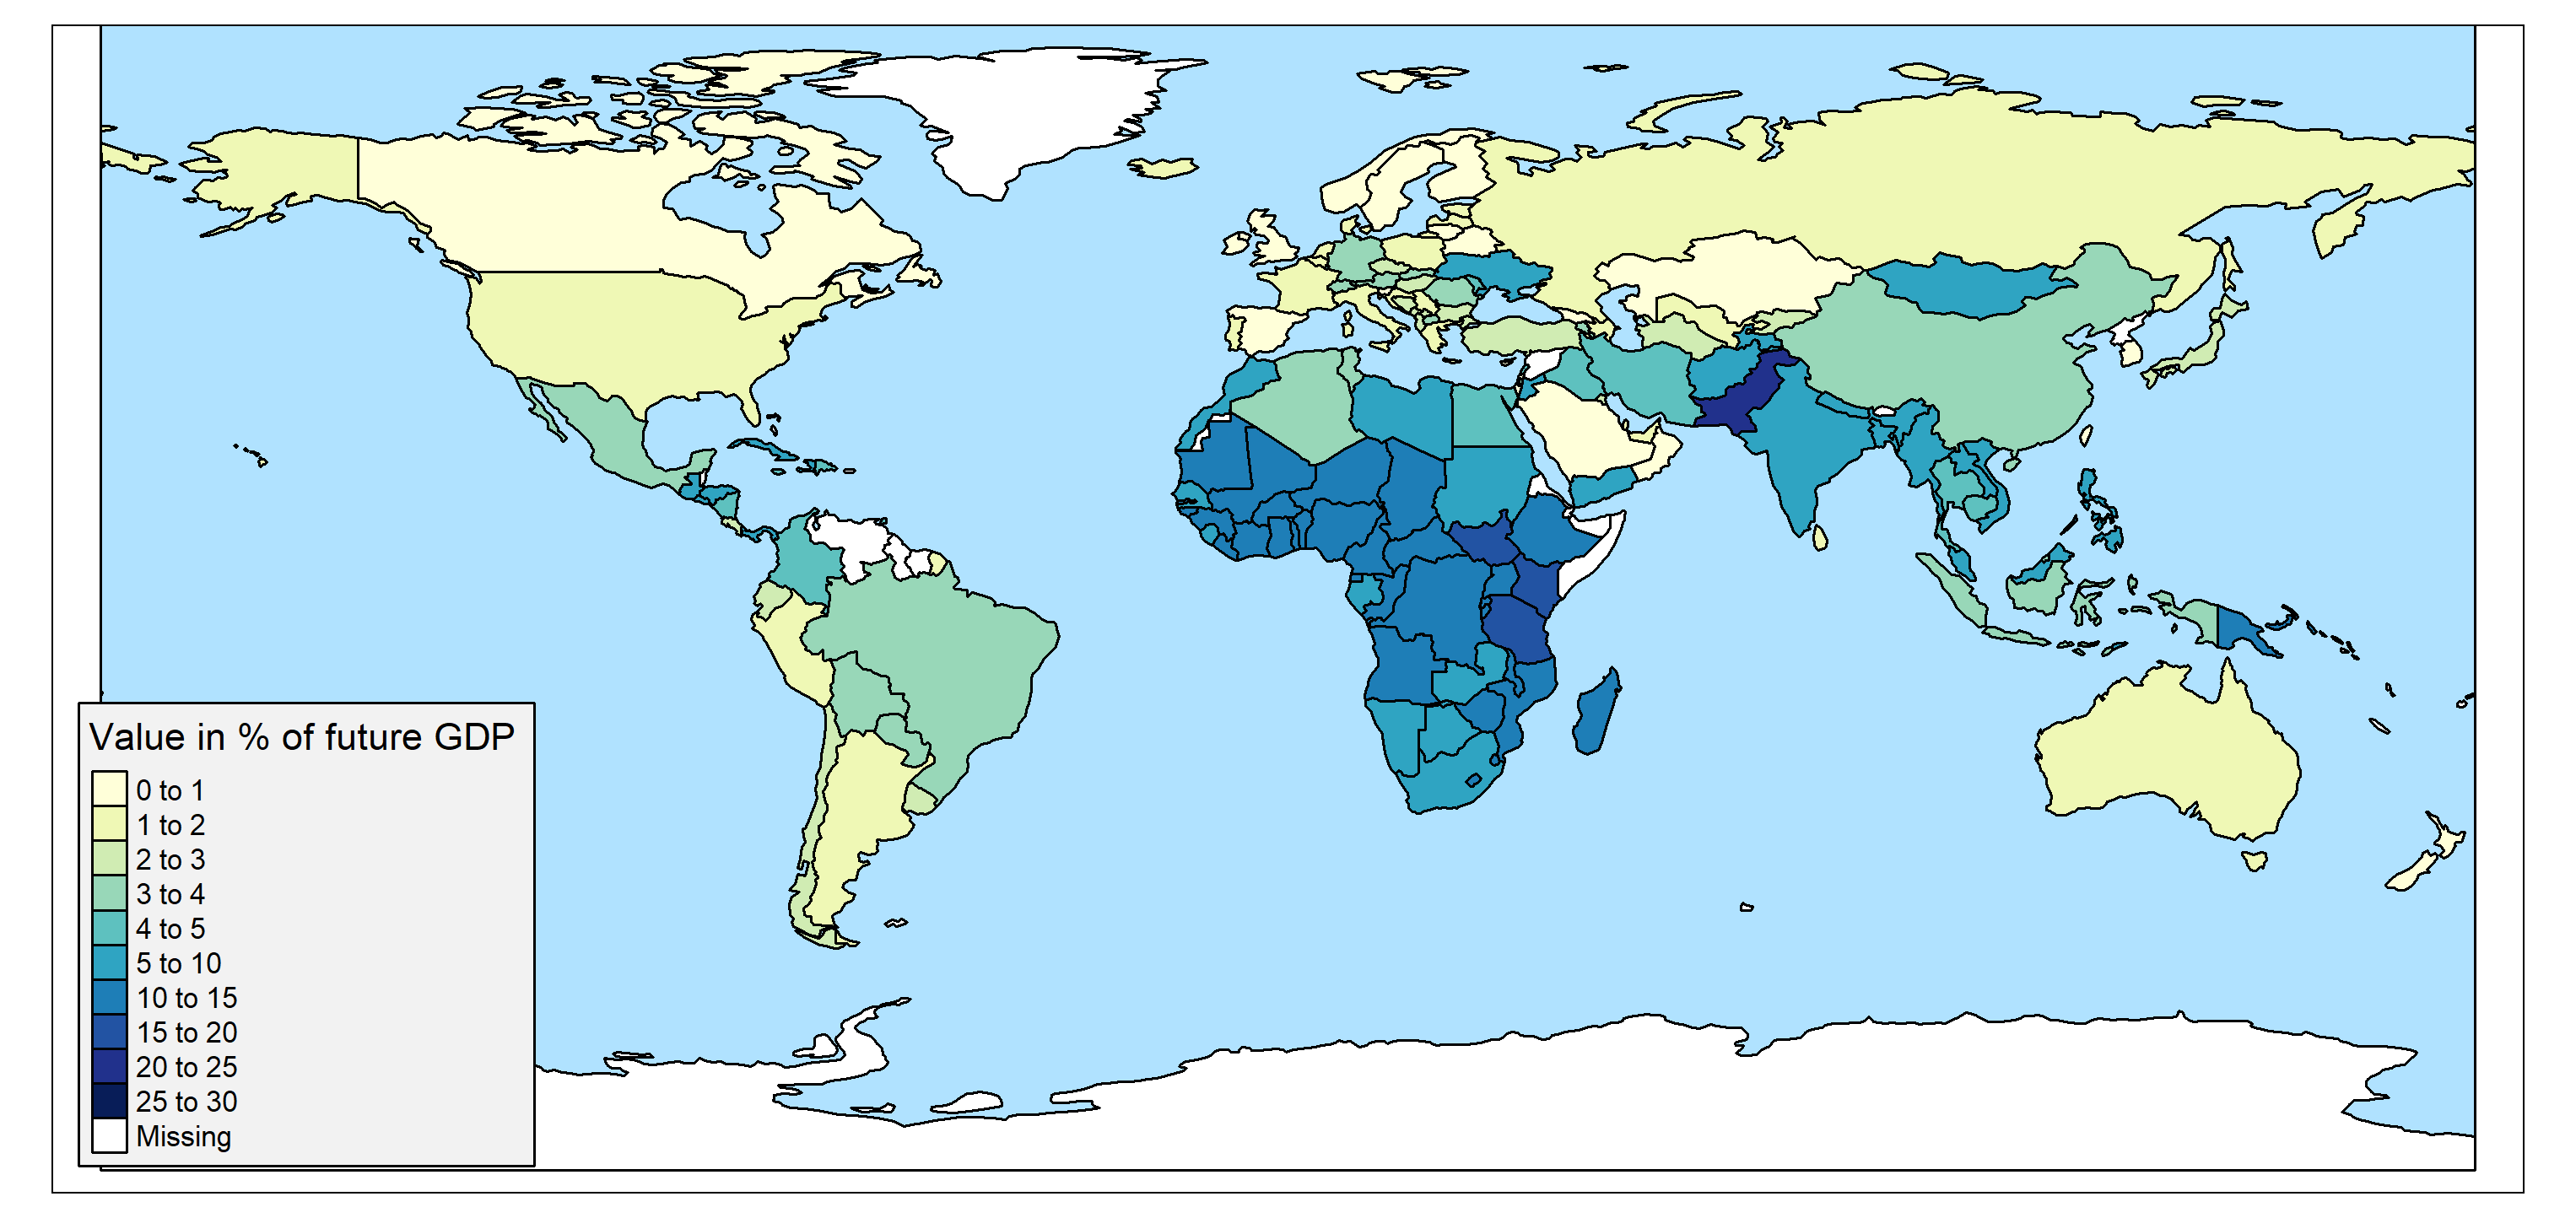 Value in % of future GDP
0 to 1
1 to 2
2 to 3
3 to 4
4 to 5
5 to 10
10 to 15
15 to 20
20 to 25
25 to 30
Missing